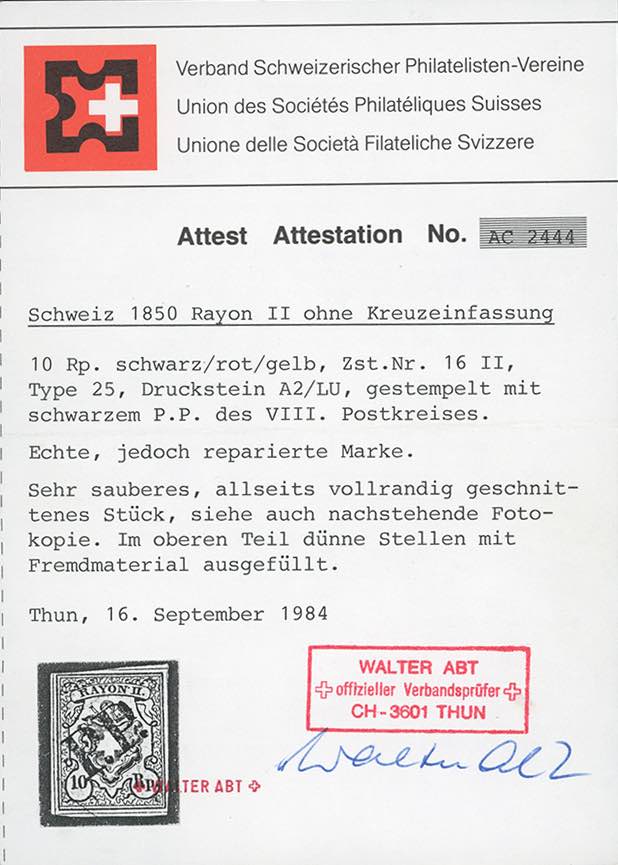 Verband Schweizerischer Philatelisten-Vereine
Union des Sociétés Philatéliques Suisses
Unione delle Società Filateliche Svizzere
Attest Attestation No. AC 2444
Schweiz 1850 Rayon II ohne Kreuzeinfassung
10 Rp. schwarz/rot/gelb, Zst.Nr. 16 II,
Type 25, Druckstein A2/LU, gestempelt mit
schwarzem P.P. des VIII. Postkreises.
Echte, jedoch reparierte Marke.
Sehr sauberes, allseits vollrandig geschnit-
tenes Stück, siehe auch nachstehende Foto-
kopie. Im oberen Teil dünne Stellen mit
Fremdmaterial ausgefüllt.
Thun, 16. September 1984
WALTER ABT
offizieller Verbandsprüfer
CH-3601 THUN
Walter Abt
RAYON II.
10 Rp.
WALTER ABT